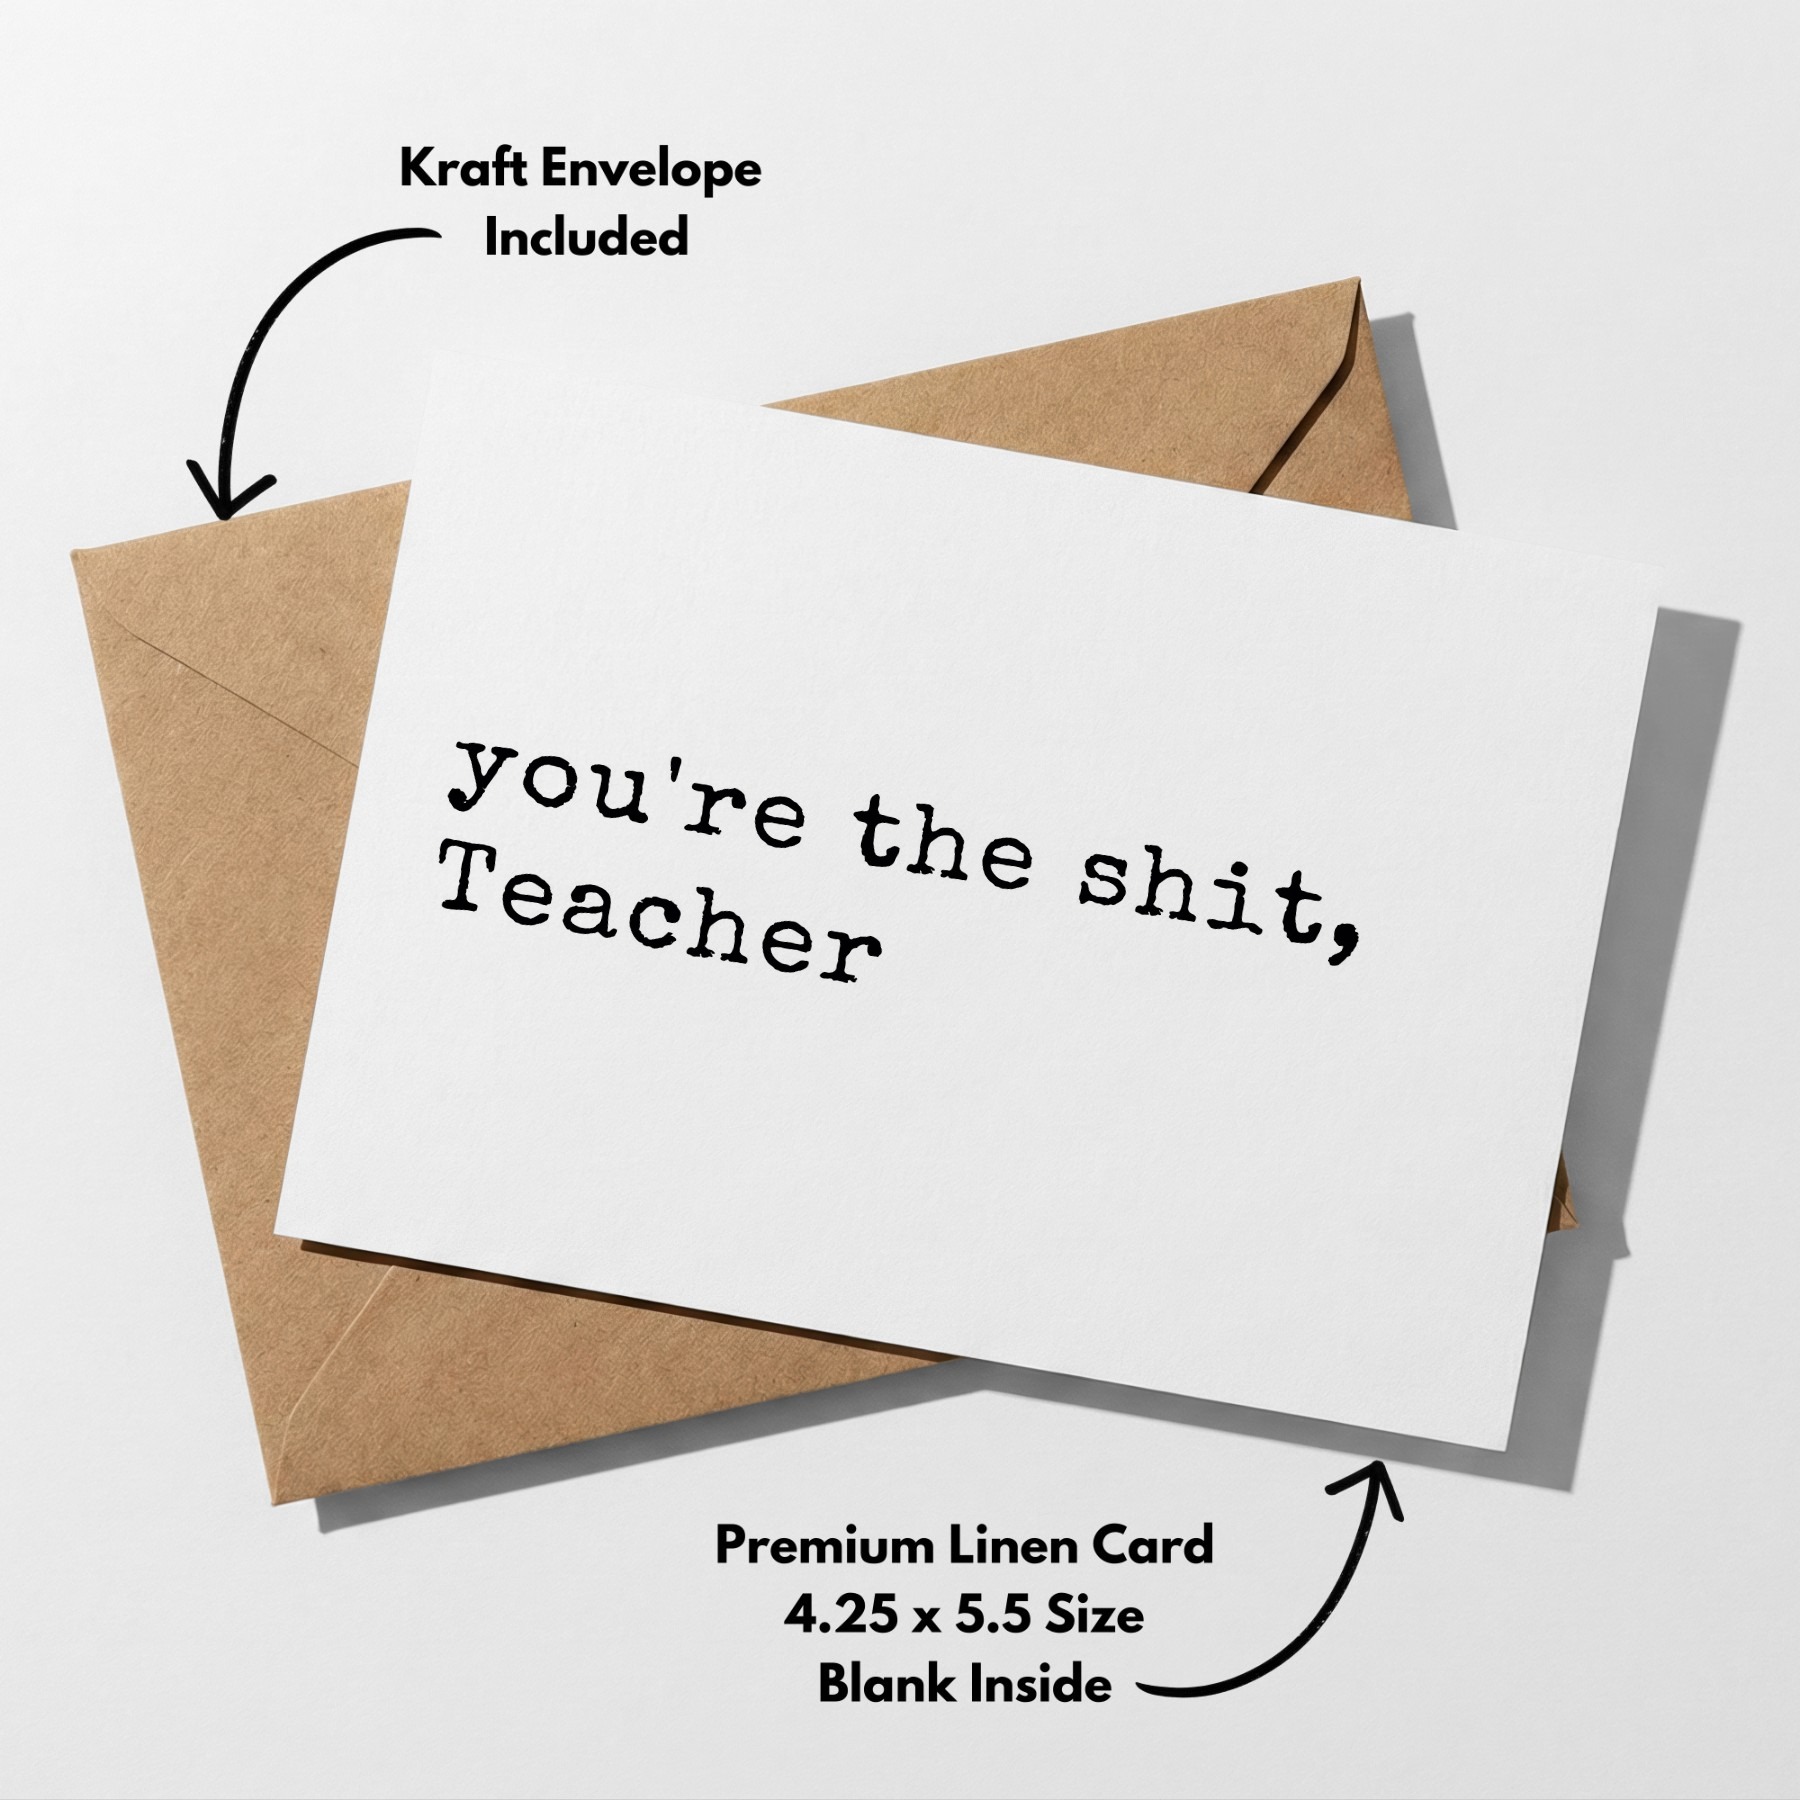 Kraft Envelope
Included
you're the shit,
Teacher
Premium Linen Card
4.25 x 5.5 Size
Blank Inside